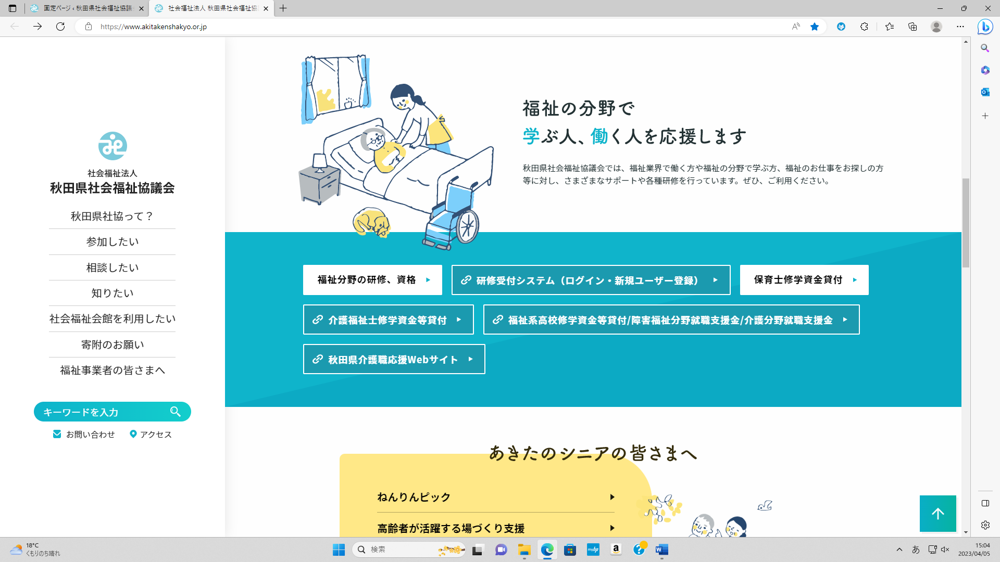 固定ページ ‹ 秋田県社会福祉協議
社会福祉法人 秋田県社会福祉協
https://www.akitakenshakyo.or.jp
社会福祉法人
秋田県社会福祉協議会
秋田県社協って？
参加したい
相談したい
知りたい
社会福祉会館を利用したい
寄附のお願い
福祉事業者の皆さまへ
キーワードを入力
お問い合わせ
アクセス
福祉の分野で
学ぶ人、働く人を応援します
秋田県社会福祉協議会では、福祉業界で働く方や福祉の分野で学ぶ方、福祉のお仕事をお探しの方
等に対し、さまざまなサポートや各種研修を行っています。ぜひ、ご利用ください。
福祉分野の研修、資格
研修受付システム（ログイン・新規ユーザー登録）
保育士修学資金貸付
介護福祉士修学資金等貸付
福祉系高校修学資金等貸付/障害福祉分野就職支援金/介護分野就職支援金
秋田県介護職応援Webサイト
あきたのシニアの皆さまへ
ねんりんピック
高齢者が活躍する場づくり支援
18°C
くもりのち晴れ
検索
あ
15:04
2023/04/05